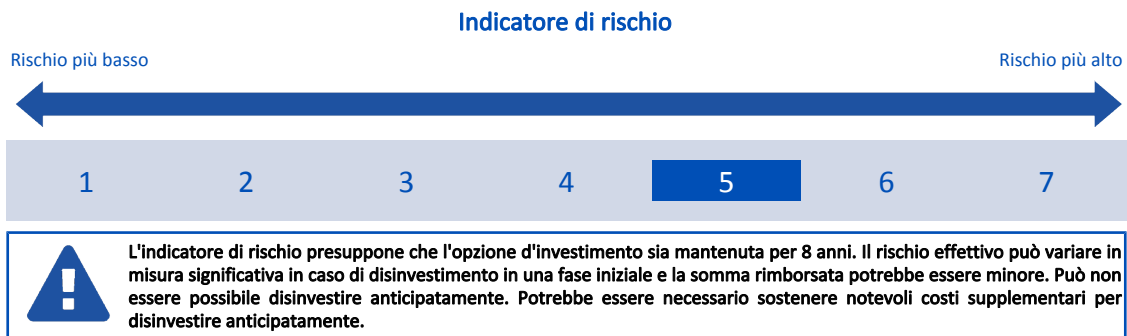 Indicatore di rischio
Rischio più basso
Rischio più alto
1 2 3 4 5 6 7
L'indicatore di rischio presuppone che l'opzione d'investimento sia mantenuta per 8 anni. Il rischio effettivo può variare in
misura significativa in caso di disinvestimento in una fase iniziale e la somma rimborsata potrebbe essere minore. Può non
essere possibile disinvestire anticipatamente. Potrebbe essere necessario sostenere notevoli costi supplementari per
disinvestire anticipatamente.